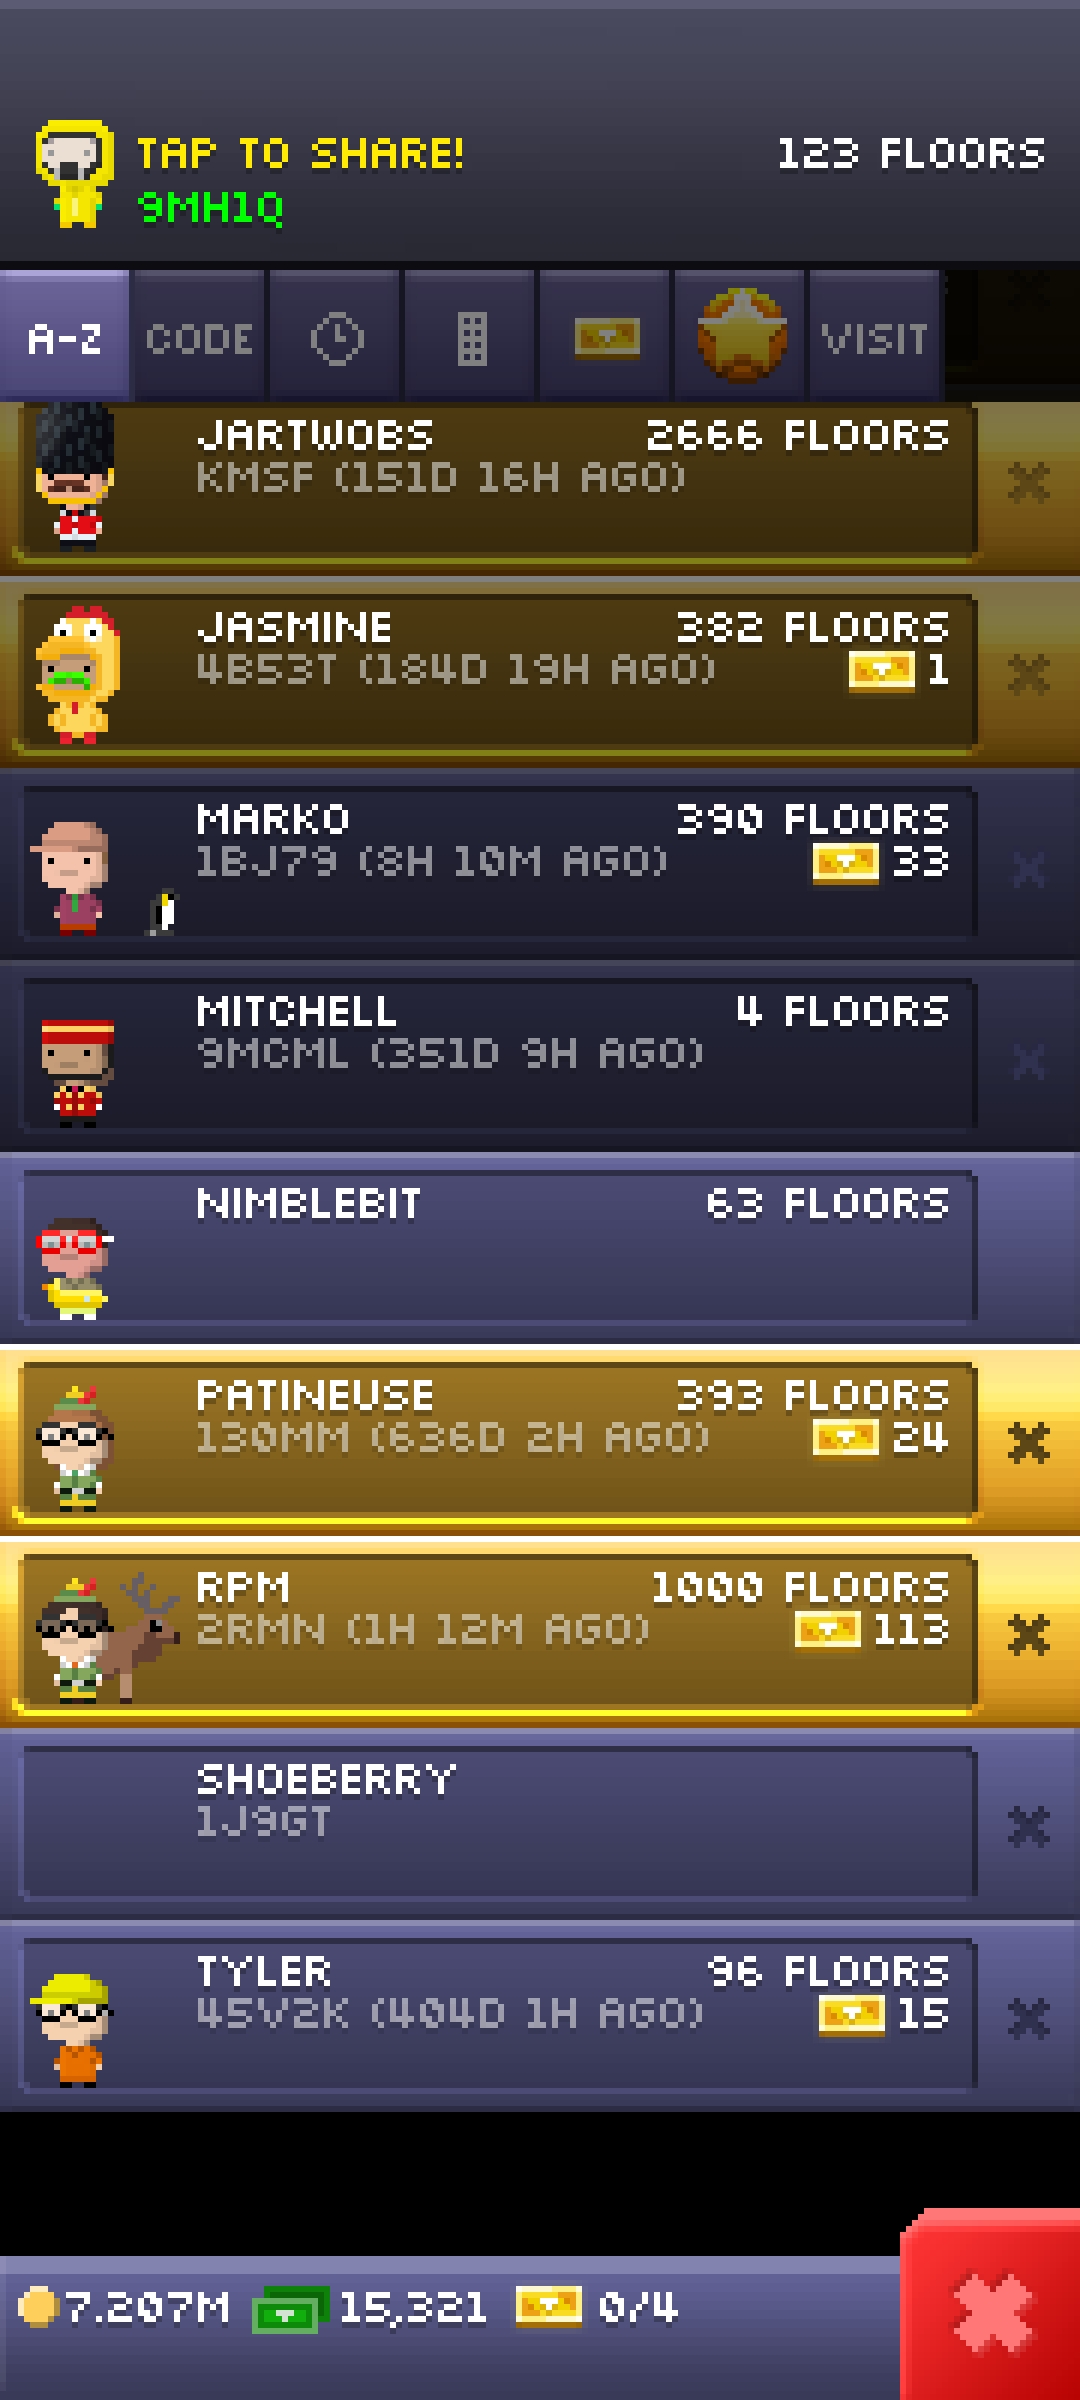 TAP TO SHARE!
123 FLOORS
9MH1Q
A-Z
CODE
VISIT
JARTWOBS
2666 FLOORS
KMSF (151D 16H AGO)
JASMINE
382 FLOORS
4B53T (184D 19H AGO)
1
MARKO
390 FLOORS
1BJ79 (8H 10M AGO)
33
MITCHELL
4 FLOORS
9MCML (351D 9H AGO)
NIMBLEBIT
63 FLOORS
PATINEUSE
393 FLOORS
130MM (636D 2H AGO)
24
RPM
1000 FLOORS
2RMN (1H 12M AGO)
113
SHOEBERRY
1J9GT
TYLER
96 FLOORS
45V2K (404D 1H AGO)
15
7.207M
15,321
0/4